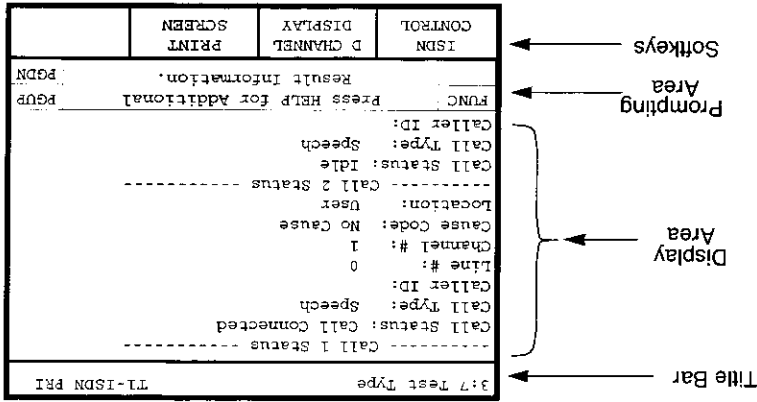 Title Bar
3:7 Test Type T1-ISDN PRI
---------- Call 1 Status ----------
Call Status: Call Connected
Call Type: Speech
Caller ID:
Line #: 0
Channel #: 1
Cause Code: No Cause
Location: User
---------- Call 2 Status ----------
Call Status: Idle
Call Type: Speech
Caller ID:
Display
Area
FUNC Press HELP for Additional PGUP
Result Information. PGDN
Prompting
Area
ISDN D CHANNEL PRINT
CONTROL DISPLAY SCREEN
Softkeys